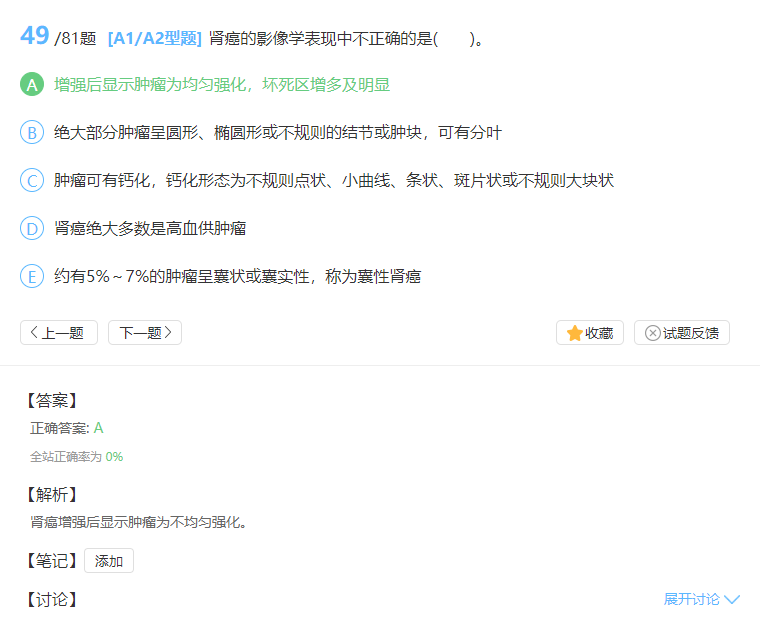 49 /81题 [A1/A2型题] 肾癌的影像学表现中不正确的是(　　)。
A 增强后显示肿瘤为均匀强化，坏死区增多及明显
B 绝大部分肿瘤呈圆形、椭圆形或不规则的结节或肿块，可有分叶
C 肿瘤可有钙化，钙化形态为不规则点状、小曲线、条状、斑片状或不规则大块状
D 肾癌绝大多数是高血供肿瘤
E 约有5%～7%的肿瘤呈囊状或囊实性，称为囊性肾癌
上一题 下一题 收藏 试题反馈
【答案】
正确答案: A
全站正确率为 0%
【解析】
肾癌增强后显示肿瘤为不均匀强化。
【笔记】 添加
【讨论】 展开讨论